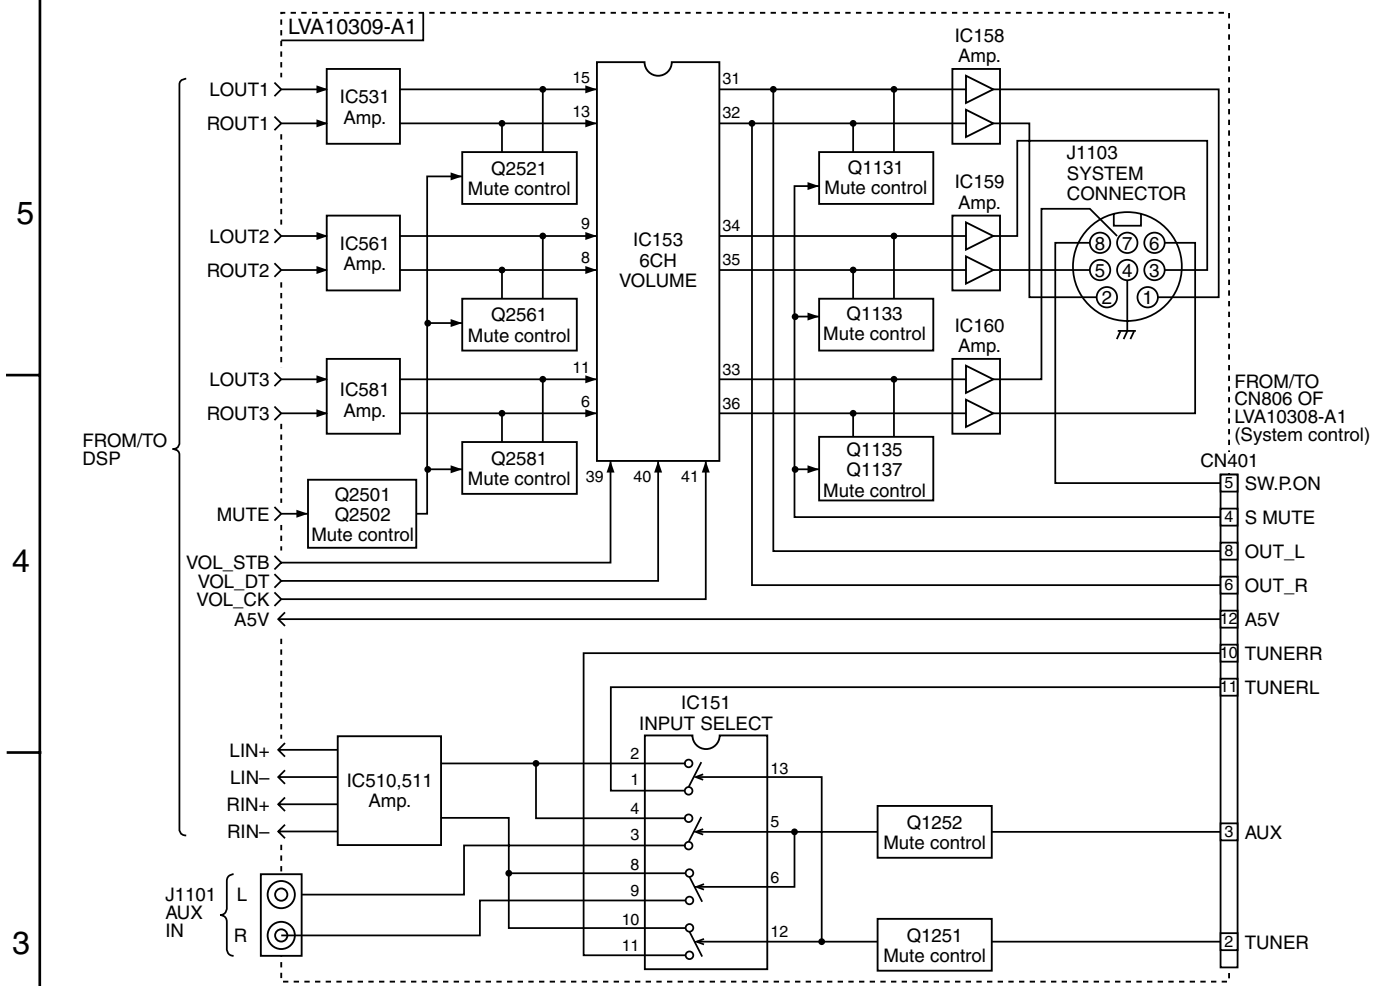 LVA10309-A1
5
4
3
FROM/TO
DSP
LOUT1
ROUT1
LOUT2
ROUT2
LOUT3
ROUT3
MUTE
VOL_STB
VOL_DT
VOL_CK
A5V
LIN+
LIN–
RIN+
RIN–
J1101
AUX
IN
L
R
IC531
Amp.
IC561
Amp.
IC581
Amp.
Q2521
Mute control
Q2561
Mute control
Q2581
Mute control
Q2501
Q2502
Mute control
15
13
9
8
11
6
IC153
6CH
VOLUME
39
40
41
31
32
34
35
33
36
Q1131
Mute control
Q1133
Mute control
Q1135
Q1137
Mute control
IC158
Amp.
IC159
Amp.
IC160
Amp.
J1103
SYSTEM
CONNECTOR
8 7 6
5 4 3
2 1
FROM/TO
CN806 OF
LVA10308-A1
(System control)
CN401
5 SW.P.ON
4 S MUTE
8 OUT_L
6 OUT_R
12 A5V
10 TUNERR
11 TUNERL
3 AUX
2 TUNER
IC510,511
Amp.
IC151
INPUT SELECT
2
1
4
3
8
9
10
11
13
5
6
12
Q1252
Mute control
Q1251
Mute control